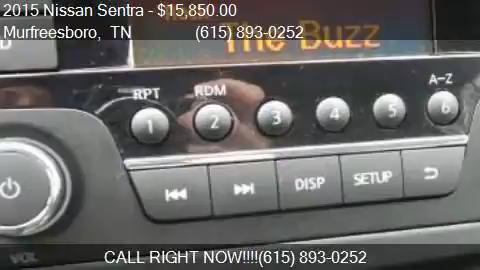 2015 Nissan Sentra - $15,850.00
Murfreesboro, TN (615) 893-0252
The Buzz
RPT RDM A-Z
1 2 3 4 5 6
DISP SETUP
VOL
CALL RIGHT NOW!!!!(615) 893-0252